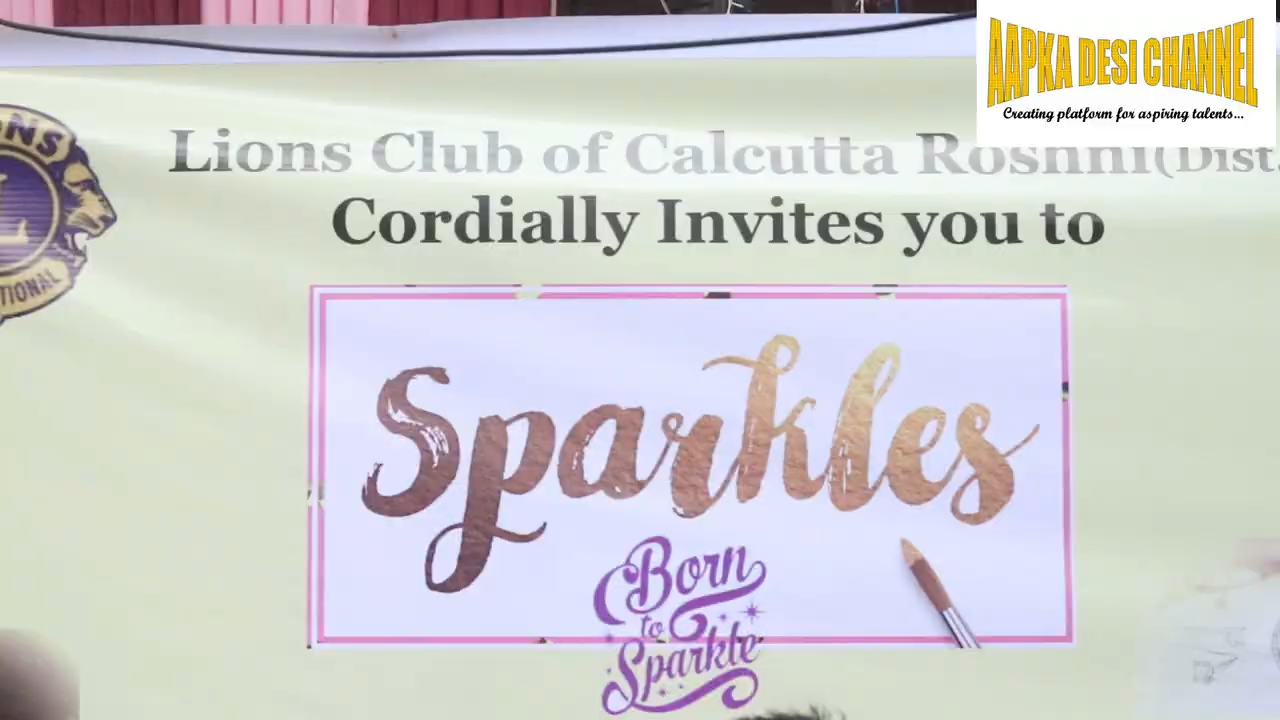 AAPKA DESI CHANNEL
Creating platform for aspiring talents...
Lions Club of Calcutta Roshni(Dist.
Cordially Invites you to
Sparkles
Born
to
Sparkle